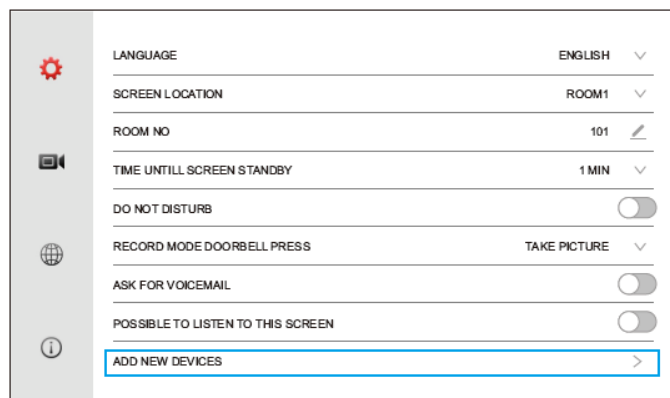 LANGUAGE ENGLISH
SCREEN LOCATION ROOM1
ROOM NO 101
TIME UNTILL SCREEN STANDBY 1 MIN
DO NOT DISTURB
RECORD MODE DOORBELL PRESS TAKE PICTURE
ASK FOR VOICEMAIL
POSSIBLE TO LISTEN TO THIS SCREEN
ADD NEW DEVICES